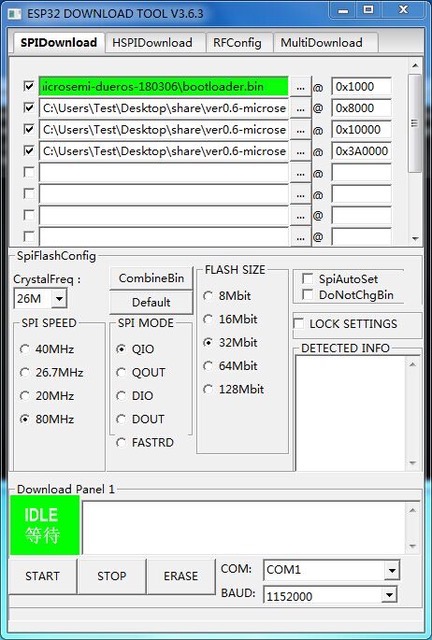 ESP32 DOWNLOAD TOOL V3.6.3
SPIDownload HSPIDownload RFConfig MultiDownload
iicrosemi-dueros-180306\bootloader.bin ... @ 0x1000
C:\Users\Test\Desktop\share\ver0.6-microse ... @ 0x8000
C:\Users\Test\Desktop\share\ver0.6-microse ... @ 0x10000
C:\Users\Test\Desktop\share\ver0.6-microse ... @ 0x3A0000
... @
... @
... @
... @
SpiFlashConfig
CrystalFreq :
26M
CombineBin
Default
SPI SPEED
40MHz
26.7MHz
20MHz
80MHz
SPI MODE
QIO
QOUT
DIO
DOUT
FASTRD
FLASH SIZE
8Mbit
16Mbit
32Mbit
64Mbit
128Mbit
SpiAutoSet
DoNotChgBin
LOCK SETTINGS
DETECTED INFO
Download Panel 1
IDLE
等待
START STOP ERASE
COM: COM1
BAUD: 1152000